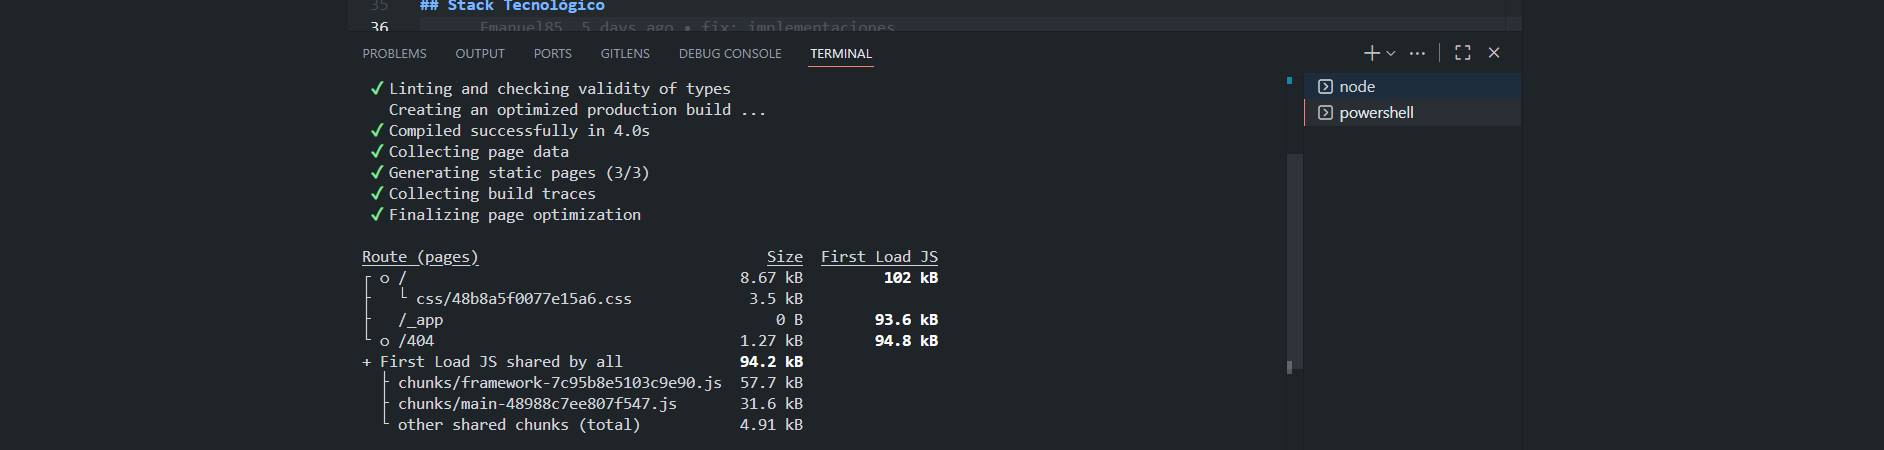 35 ## Stack Tecnológico
36 Emanuel85, 5 days ago • fix: implementaciones
PROBLEMS OUTPUT PORTS GITLENS DEBUG CONSOLE TERMINAL
✓ Linting and checking validity of types
Creating an optimized production build ...
✓ Compiled successfully in 4.0s
✓ Collecting page data
✓ Generating static pages (3/3)
✓ Collecting build traces
✓ Finalizing page optimization
Route (pages) Size First Load JS
┌ ○ / 8.67 kB 102 kB
├ └ css/48b8a5f0077e15a6.css 3.5 kB
├ /_app 0 B 93.6 kB
└ ○ /404 1.27 kB 94.8 kB
+ First Load JS shared by all 94.2 kB
├ chunks/framework-7c95b8e5103c9e90.js 57.7 kB
├ chunks/main-48988c7ee807f547.js 31.6 kB
└ other shared chunks (total) 4.91 kB
node
powershell